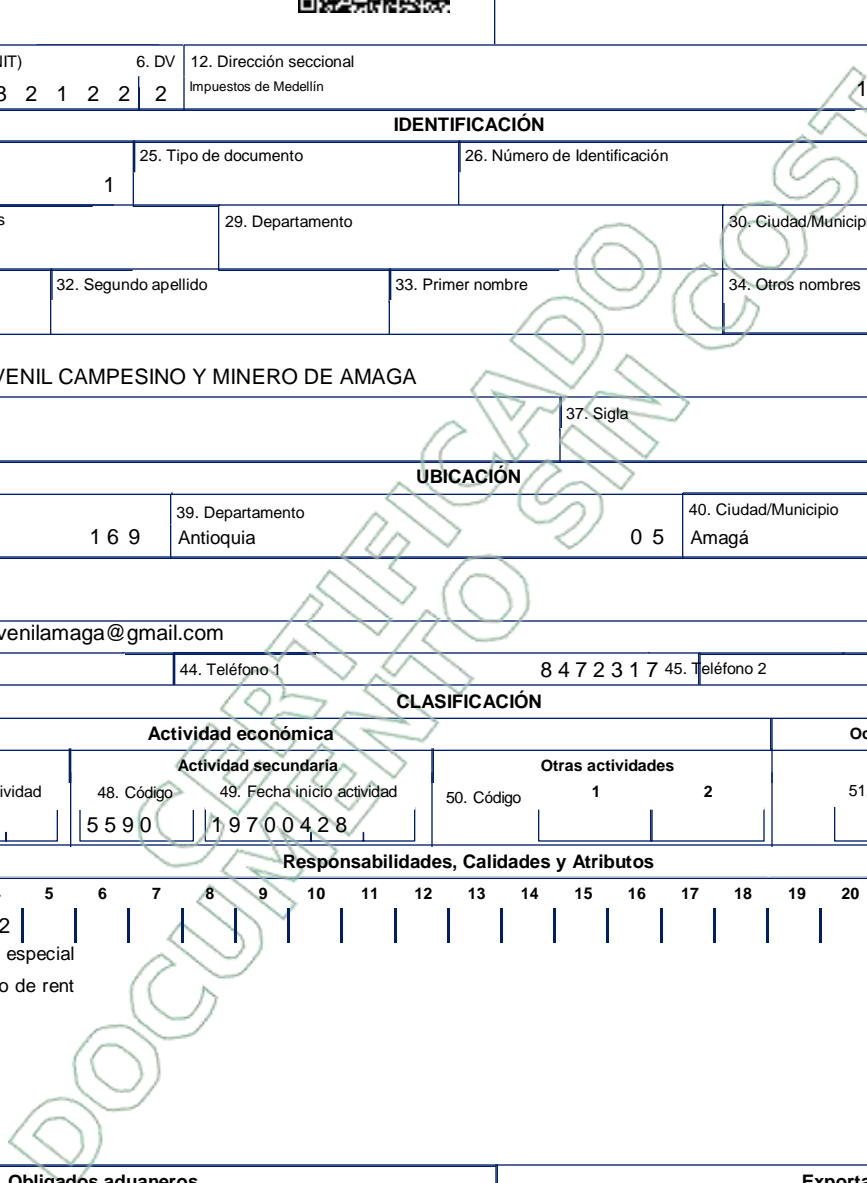 IIT) 6. DV 12. Dirección seccional
8 2 1 2 2 2 Impuestos de Medellín 1
IDENTIFICACIÓN
25. Tipo de documento 26. Número de Identificación
1
s 29. Departamento 30. Ciudad/Municip
32. Segundo apellido 33. Primer nombre 34. Otros nombres
VENIL CAMPESINO Y MINERO DE AMAGA
37. Sigla
UBICACIÓN
39. Departamento 40. Ciudad/Municipio
1 6 9 Antioquia 0 5 Amagá
venilamaga@gmail.com
44. Teléfono 1 8 4 7 2 3 1 7 45. Teléfono 2
CLASIFICACIÓN
Actividad económica Oc
Actividad secundaria Otras actividades
ividad 48. Código 49. Fecha inicio actividad 50. Código 1 2 51
5 5 9 0 1 9 7 0 0 4 2 8
Responsabilidades, Calidades y Atributos
5 6 7 8 9 10 11 12 13 14 15 16 17 18 19 20
2
especial
o de rent
Obligados aduaneros Exporta
CERTIFICADO
DOCUMENTO SIN COST